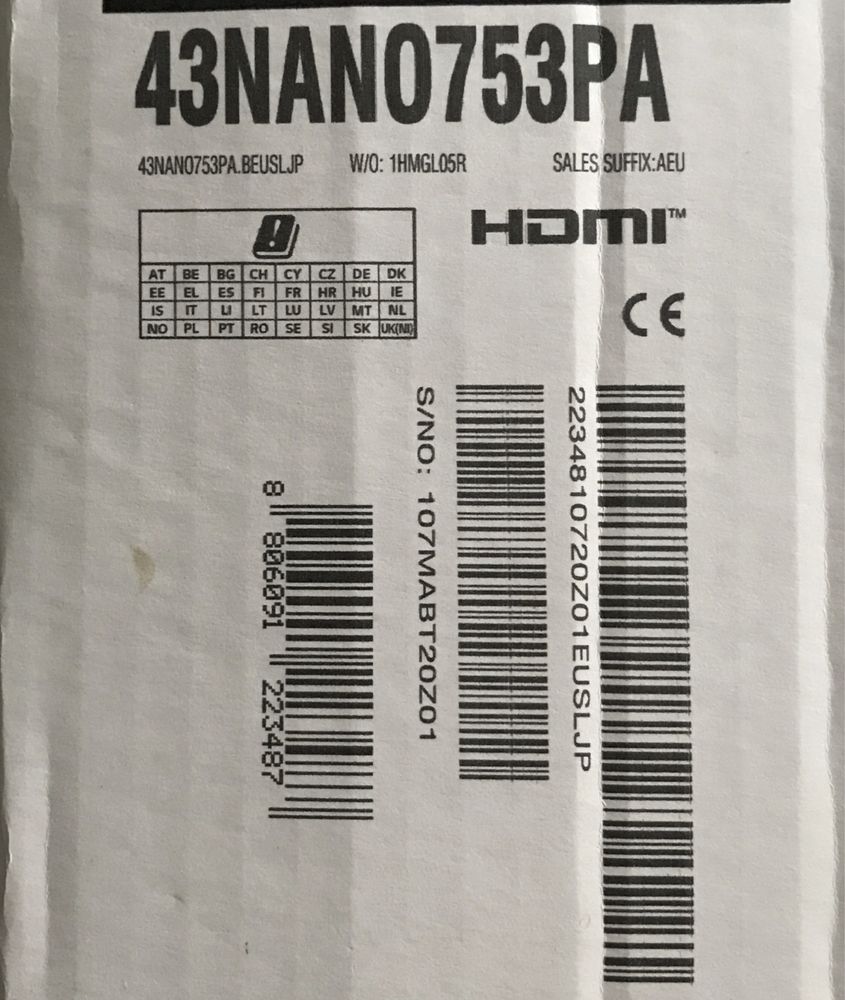 43NANO753PA
43NANO753PA.BEUSLJP W/O: 1HMGL05R SALES SUFFIX:AEU
HDMI™
AT BE BG CH CY CZ DE DK
EE EL ES FI FR HR HU IE
IS IT LI LT LU LV MT NL
NO PL PT RO SE SI SK UK(NI)
CE
2234810720Z01EUSLJP
S/NO: 107MABT20Z01
8 806091 223487